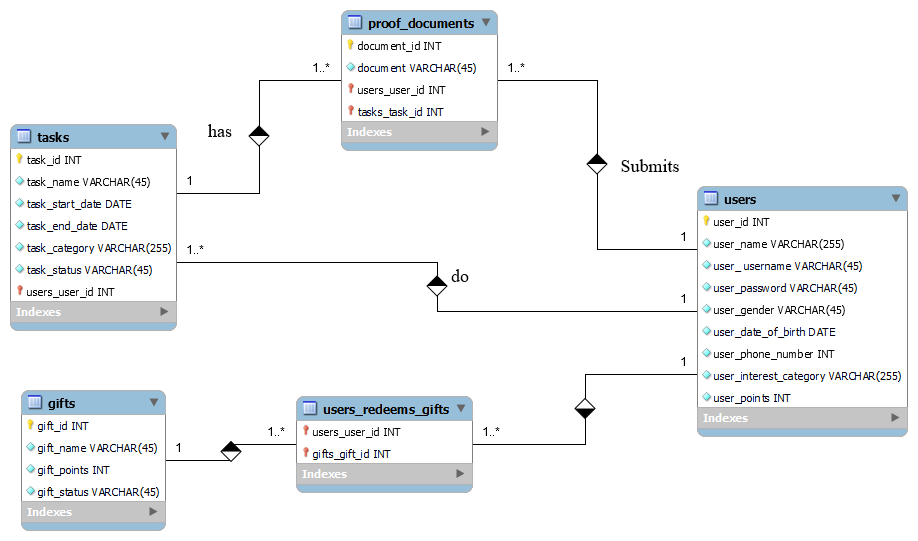 proof_documents
document_id INT
document VARCHAR(45)
users_user_id INT
tasks_task_id INT
Indexes
1..*
1..*
has
Submits
tasks
task_id INT
task_name VARCHAR(45)
task_start_date DATE
task_end_date DATE
task_category VARCHAR(255)
task_status VARCHAR(45)
users_user_id INT
Indexes
1
1..*
do
1
1
1
users
user_id INT
user_name VARCHAR(255)
user_ username VARCHAR(45)
user_password VARCHAR(45)
user_gender VARCHAR(45)
user_date_of_birth DATE
user_phone_number INT
user_interest_category VARCHAR(255)
user_points INT
Indexes
gifts
gift_id INT
gift_name VARCHAR(45)
gift_points INT
gift_status VARCHAR(45)
Indexes
1
1..*
users_redeems_gifts
users_user_id INT
gifts_gift_id INT
Indexes
1..*